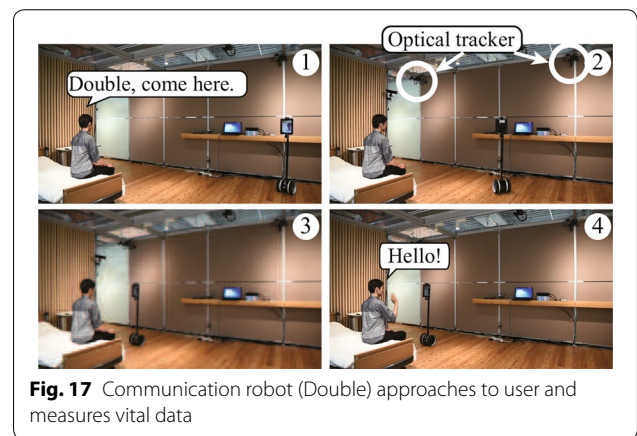 1
Double, come here.
Optical tracker
2
3
4
Hello!
Fig. 17 Communication robot (Double) approaches to user and
measures vital data